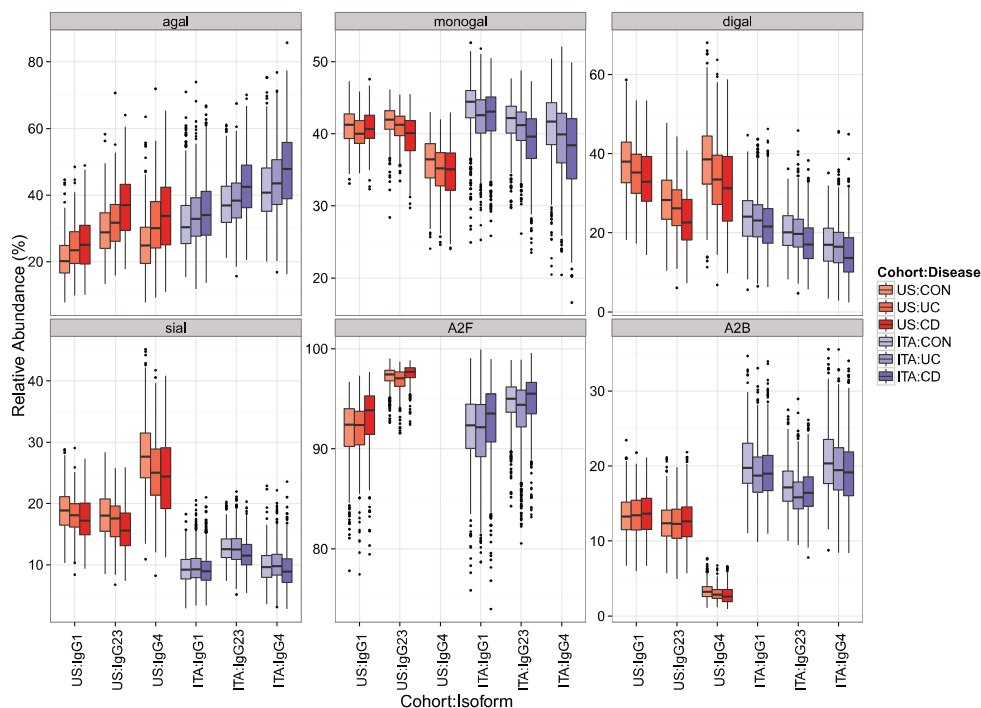 agal
monogal
digal
80
60
40
20
50
40
30
20
60
40
20
0
Relative Abundance (%)
sial
A2F
A2B
40
30
20
10
100
90
80
30
20
10
0
US:IgG1
US:IgG23
US:IgG4
ITA:IgG1
ITA:IgG23
ITA:IgG4
US:IgG1
US:IgG23
US:IgG4
ITA:IgG1
ITA:IgG23
ITA:IgG4
US:IgG1
US:IgG23
US:IgG4
ITA:IgG1
ITA:IgG23
ITA:IgG4
Cohort:Isoform
Cohort:Disease
US:CON
US:UC
US:CD
ITA:CON
ITA:UC
ITA:CD